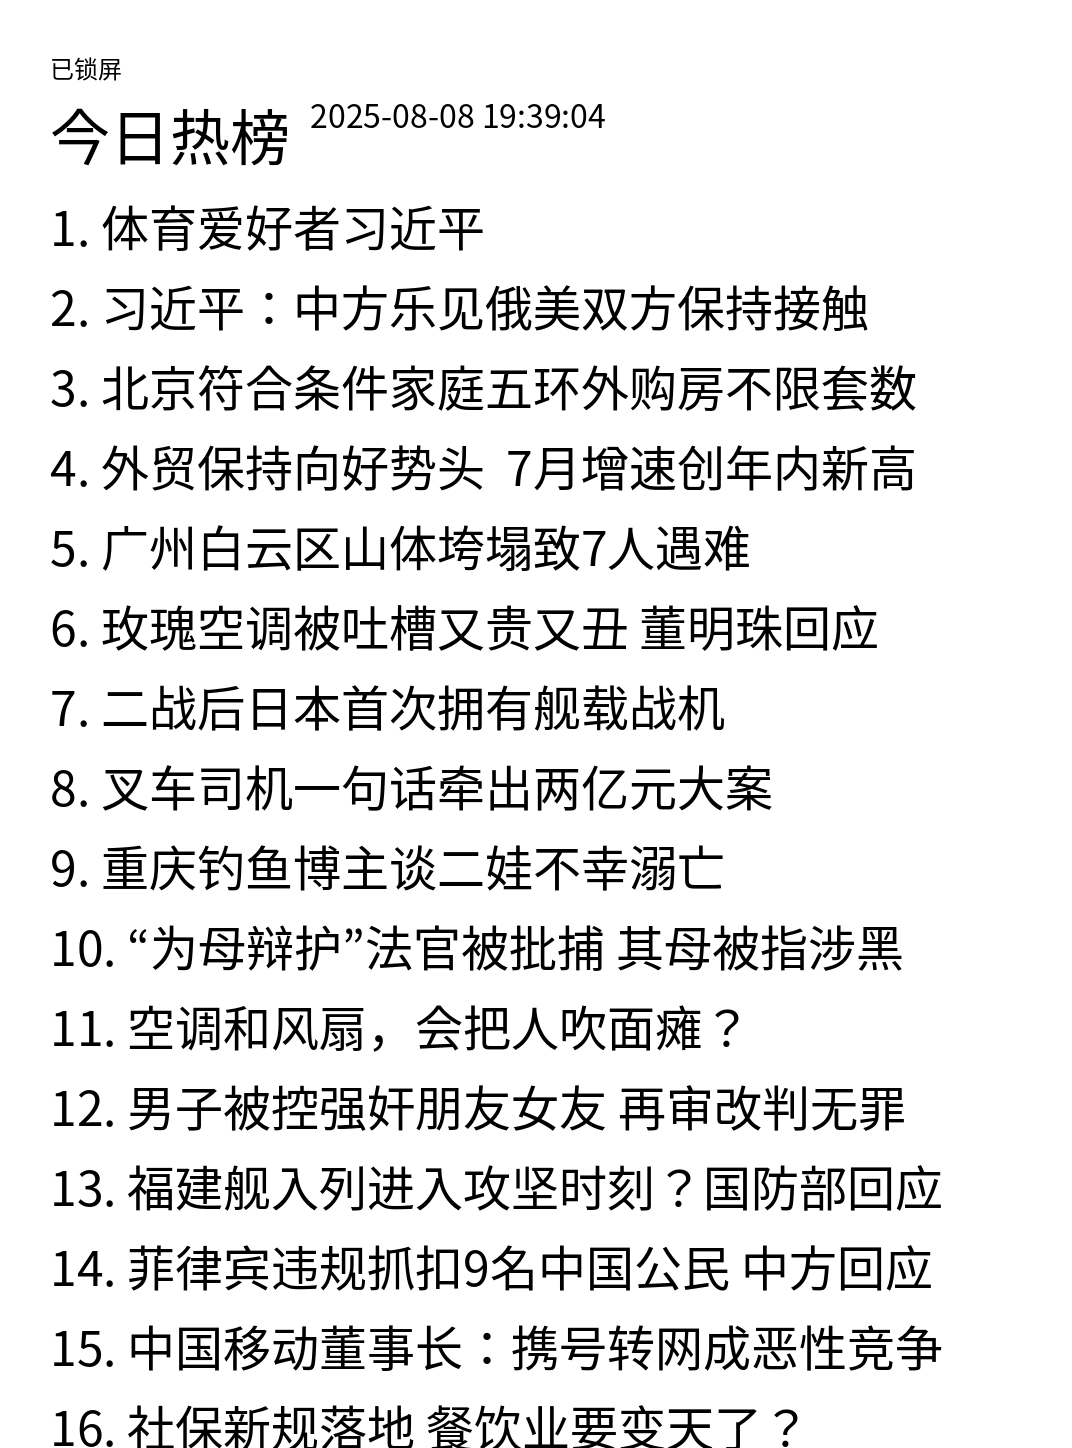 已锁屏
今日热榜 2025-08-08 19:39:04
1. 体育爱好者习近平
2. 习近平：中方乐见俄美双方保持接触
3. 北京符合条件家庭五环外购房不限套数
4. 外贸保持向好势头 7月增速创年内新高
5. 广州白云区山体垮塌致7人遇难
6. 玫瑰空调被吐槽又贵又丑 董明珠回应
7. 二战后日本首次拥有舰载战机
8. 叉车司机一句话牵出两亿元大案
9. 重庆钓鱼博主谈二娃不幸溺亡
10. “为母辩护”法官被批捕 其母被指涉黑
11. 空调和风扇，会把人吹面瘫？
12. 男子被控强奸朋友女友 再审改判无罪
13. 福建舰入列进入攻坚时刻？国防部回应
14. 菲律宾违规抓扣9名中国公民 中方回应
15. 中国移动董事长：携号转网成恶性竞争
16. 社保新规落地 餐饮业要变天了？